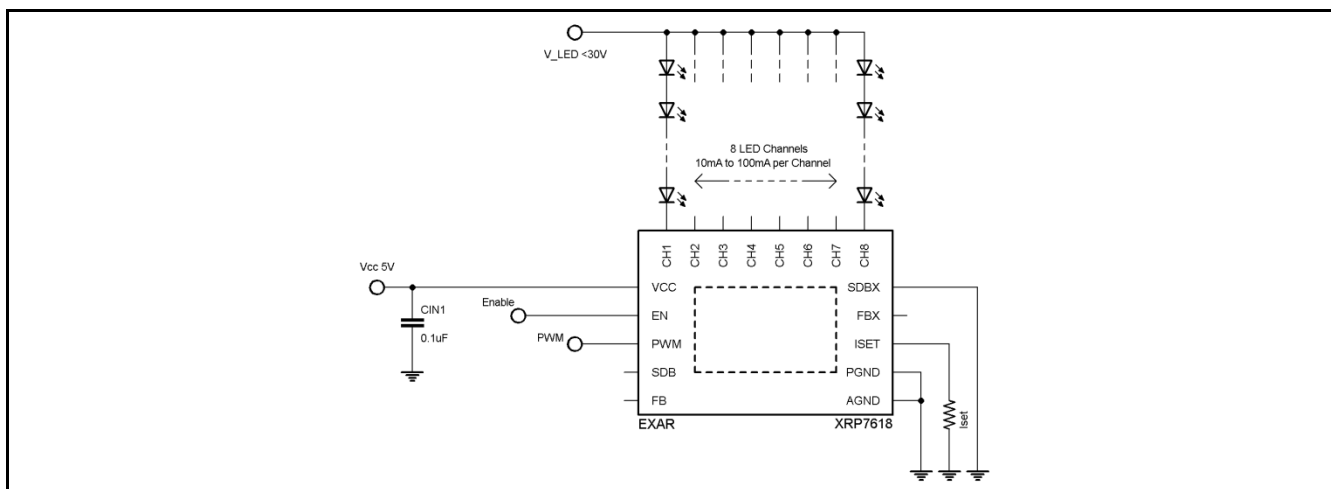 V_LED <30V
8 LED Channels
10mA to 100mA per Channel
CH1
CH2
CH3
CH4
CH5
CH6
CH7
CH8
Vcc 5V
CIN1
0.1uF
Enable
PWM
VCC
EN
PWM
SDB
FB
SDBX
FBX
ISET
PGND
AGND
Iset
EXAR
XRP7618